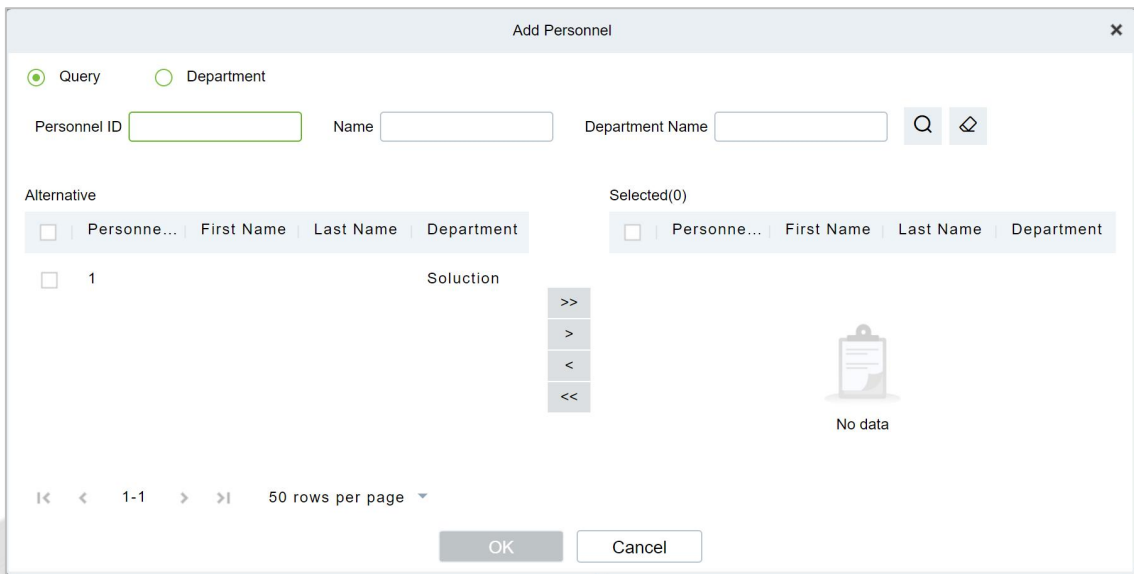 Add Personnel
Query Department
Personnel ID Name Department Name
Alternative Selected(0)
Personne... First Name Last Name Department Personne... First Name Last Name Department
1 Soluction
>>
>
<
<<
No data
1-1 50 rows per page
OK Cancel